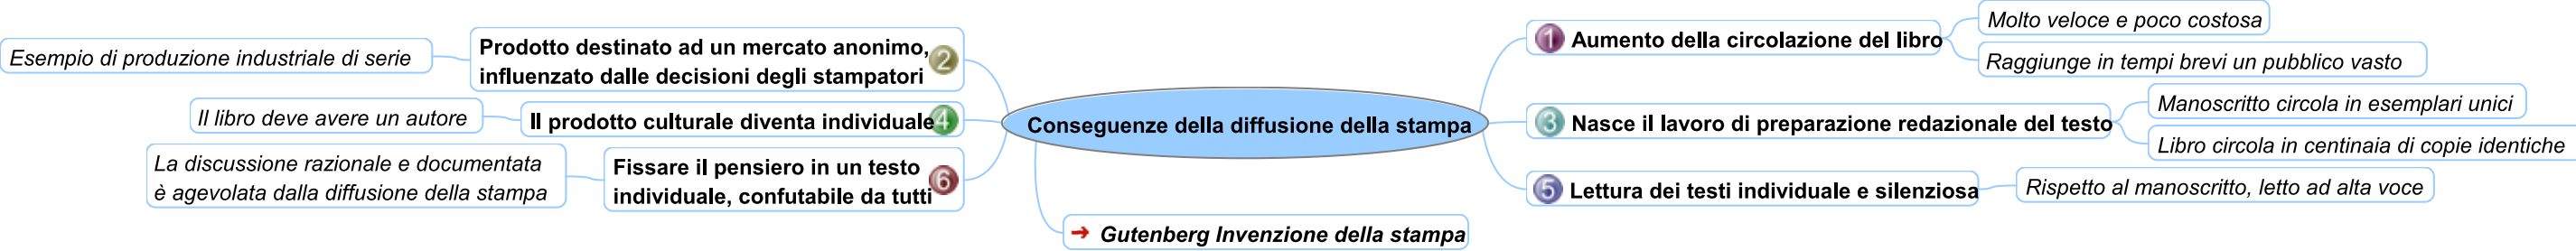 Conseguenze della diffusione della stampa
1 Aumento della circolazione del libro
Molto veloce e poco costosa
Raggiunge in tempi brevi un pubblico vasto
2 Prodotto destinato ad un mercato anonimo,
influenzato dalle decisioni degli stampatori
Esempio di produzione industriale di serie
3 Nasce il lavoro di preparazione redazionale del testo
Manoscritto circola in esemplari unici
Libro circola in centinaia di copie identiche
4 Il prodotto culturale diventa individuale
Il libro deve avere un autore
5 Lettura dei testi individuale e silenziosa
Rispetto al manoscritto, letto ad alta voce
6 Fissare il pensiero in un testo
individuale, confutabile da tutti
La discussione razionale e documentata
è agevolata dalla diffusione della stampa
Gutenberg Invenzione della stampa